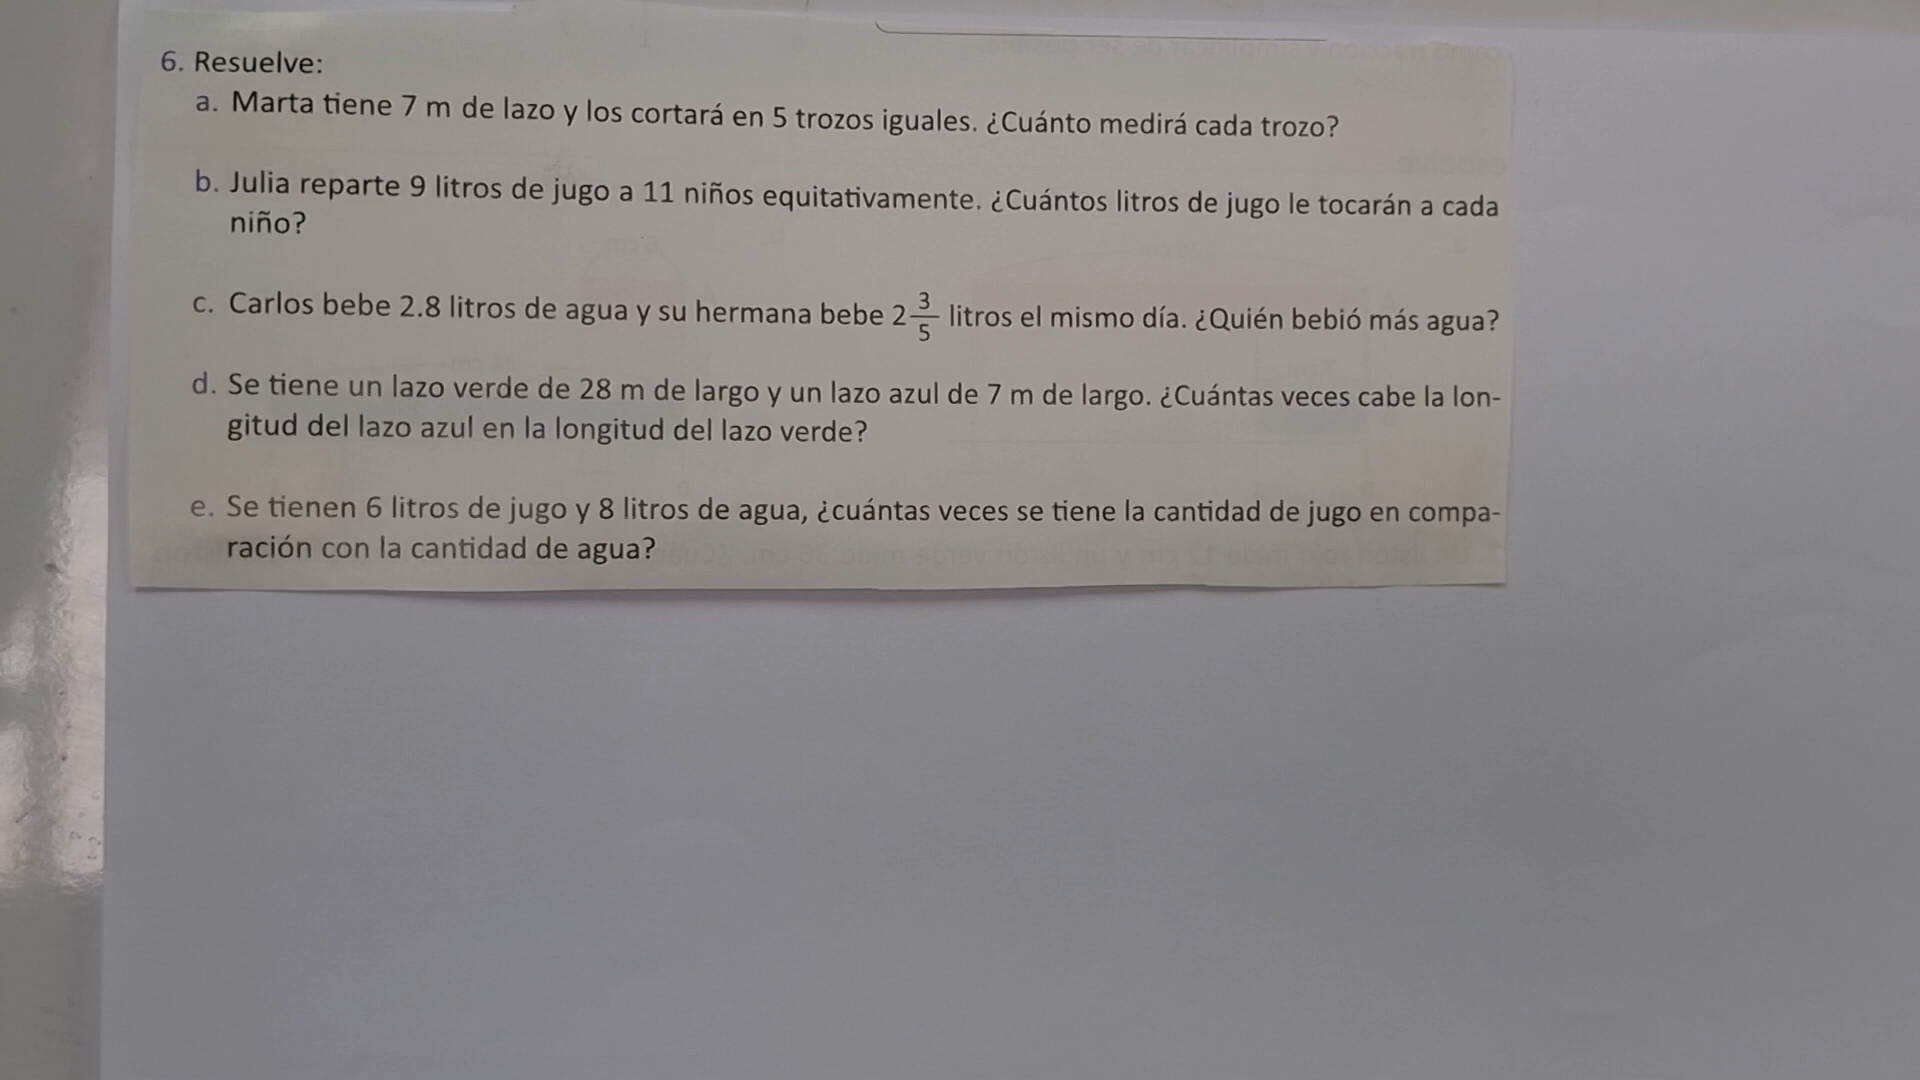 6. Resuelve:
a. Marta tiene 7 m de lazo y los cortará en 5 trozos iguales. ¿Cuánto medirá cada trozo?
b. Julia reparte 9 litros de jugo a 11 niños equitativamente. ¿Cuántos litros de jugo le tocarán a cada
niño?
c. Carlos bebe 2.8 litros de agua y su hermana bebe 2 3/5 litros el mismo día. ¿Quién bebió más agua?
d. Se tiene un lazo verde de 28 m de largo y un lazo azul de 7 m de largo. ¿Cuántas veces cabe la lon-
gitud del lazo azul en la longitud del lazo verde?
e. Se tienen 6 litros de jugo y 8 litros de agua, ¿cuántas veces se tiene la cantidad de jugo en compa-
ración con la cantidad de agua?